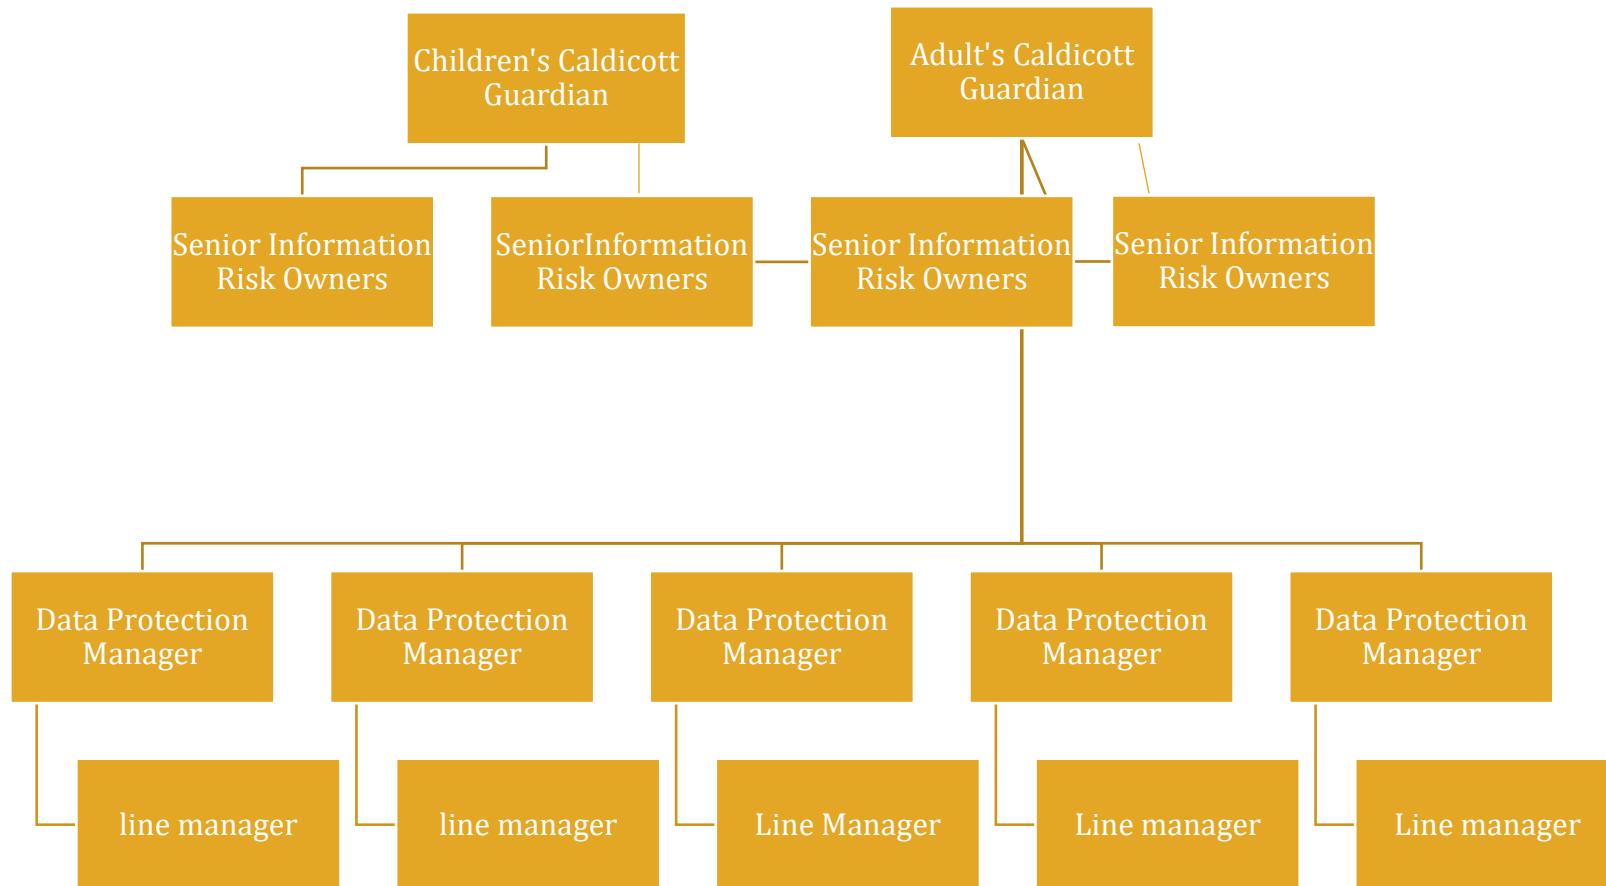 Children's Caldicott
Guardian
Adult's Caldicott
Guardian
Senior Information
Risk Owners
SeniorInformation
Risk Owners
Senior Information
Risk Owners
Senior Information
Risk Owners
Data Protection
Manager
Data Protection
Manager
Data Protection
Manager
Data Protection
Manager
Data Protection
Manager
line manager
line manager
Line Manager
Line manager
Line manager